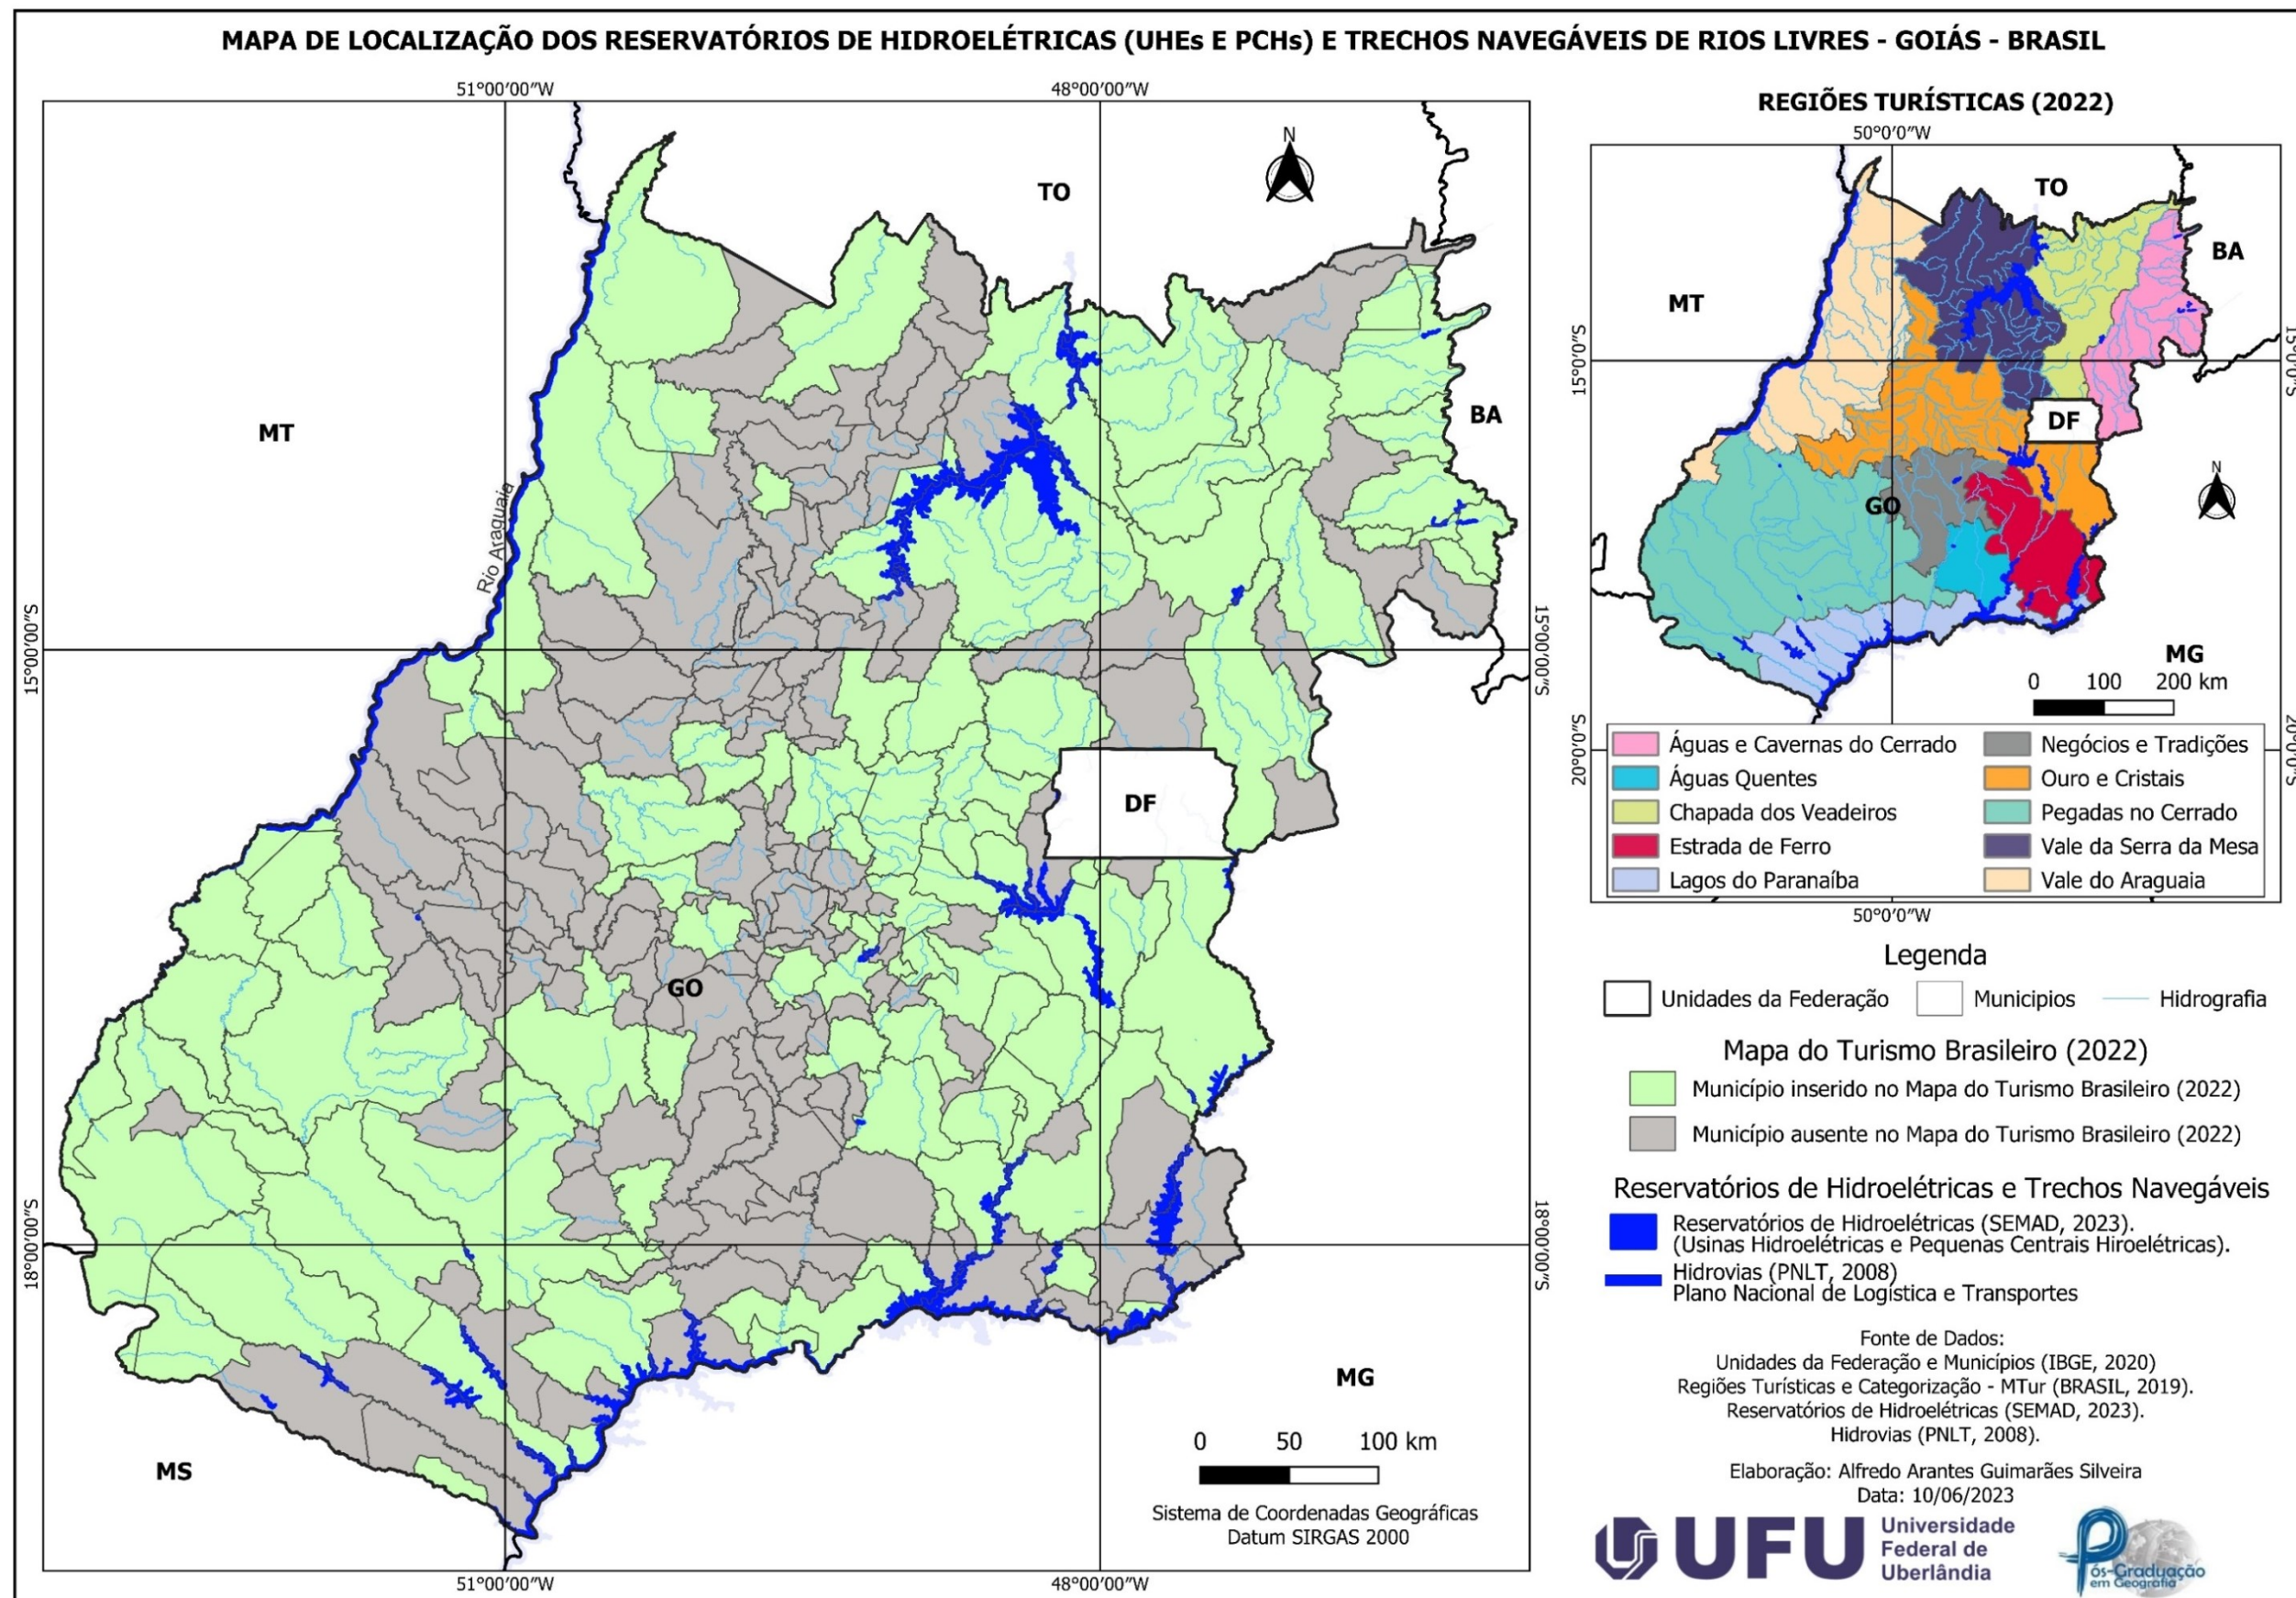 MAPA DE LOCALIZAÇÃO DOS RESERVATÓRIOS DE HIDROELÉTRICAS (UHEs E PCHs) E TRECHOS NAVEGÁVEIS DE RIOS LIVRES - GOIÁS - BRASIL
51°00'00"W
48°00'00"W
N
TO
MT
BA
Rio Araguaia
15°00'00"S
15°00'00"S
DF
GO
18°00'00"S
18°00'00"S
MG
MS
0 50 100 km
Sistema de Coordenadas Geográficas
Datum SIRGAS 2000
51°00'00"W
48°00'00"W
REGIÕES TURÍSTICAS (2022)
50°0'0"W
TO
BA
MT
15°0'0"S
15°0'0"S
DF
N
GO
MG
0 100 200 km
20°0'0"S
20°0'0"S
Águas e Cavernas do Cerrado
Águas Quentes
Chapada dos Veadeiros
Estrada de Ferro
Lagos do Paranaíba
Negócios e Tradições
Ouro e Cristais
Pegadas no Cerrado
Vale da Serra da Mesa
Vale do Araguaia
50°0'0"W
Legenda
Unidades da Federação Municipios Hidrografia
Mapa do Turismo Brasileiro (2022)
Município inserido no Mapa do Turismo Brasileiro (2022)
Município ausente no Mapa do Turismo Brasileiro (2022)
Reservatórios de Hidroelétricas e Trechos Navegáveis
Reservatórios de Hidroelétricas (SEMAD, 2023).
(Usinas Hidroelétricas e Pequenas Centrais Hiroelétricas).
Hidrovias (PNLT, 2008)
Plano Nacional de Logística e Transportes
Fonte de Dados:
Unidades da Federação e Municípios (IBGE, 2020)
Regiões Turísticas e Categorização - MTur (BRASIL, 2019).
Reservatórios de Hidroelétricas (SEMAD, 2023).
Hidrovias (PNLT, 2008).
Elaboração: Alfredo Arantes Guimarães Silveira
Data: 10/06/2023
UFU
Universidade
Federal de
Uberlândia
Pós-Graduação
em Geografia